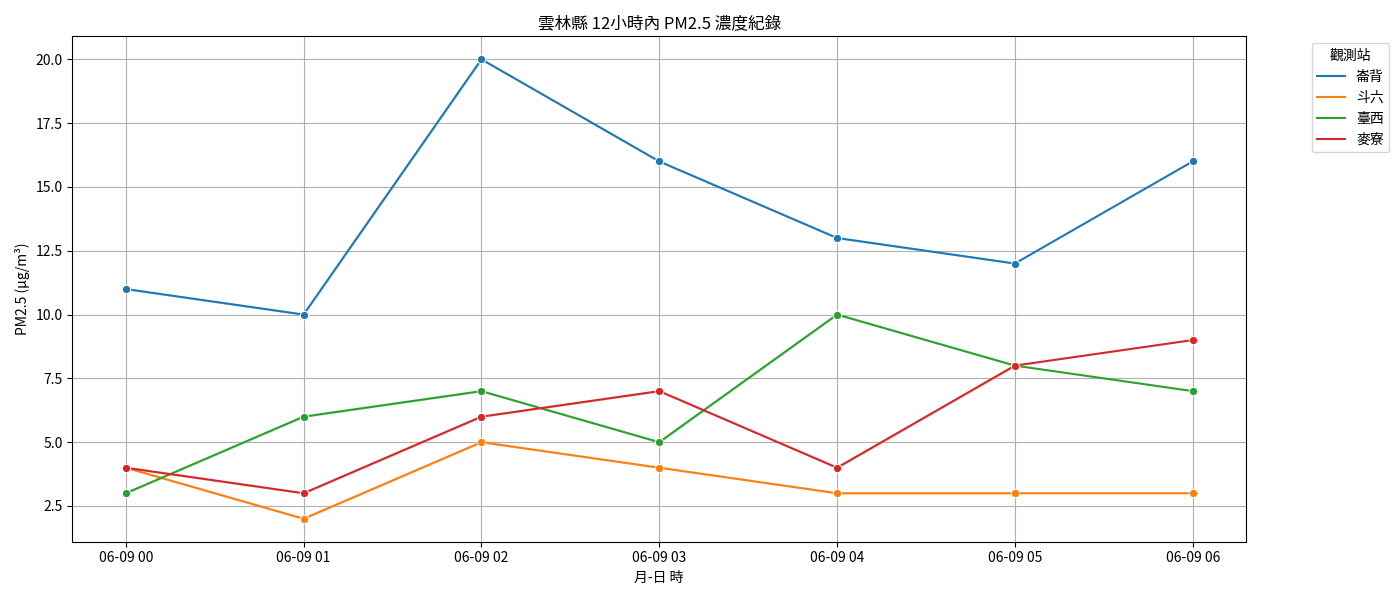 雲林縣 12小時內 PM2.5 濃度紀錄
觀測站
崙背
斗六
臺西
麥寮
PM2.5 (μg/m³)
20.0
17.5
15.0
12.5
10.0
7.5
5.0
2.5
06-09 00
06-09 01
06-09 02
06-09 03
06-09 04
06-09 05
06-09 06
月-日 時